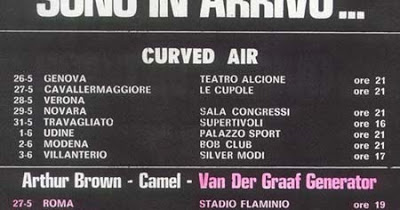 SONO IN ARRIVO...
CURVED AIR
26-5 GENOVA TEATRO ALCIONE ore 21
27-5 CAVALLERMAGGIORE LE CUPOLE ore 21
28-5 VERONA
29-5 NOVARA SALA CONGRESSI ore 21
31-5 TRAVAGLIATO SUPERTIVOLI ore 16
1-6 UDINE PALAZZO SPORT ore 21
2-6 MODENA BOB CLUB ore 21
3-6 VILLANTERIO SILVER MODI ore 17
Arthur Brown - Camel - Van Der Graaf Generator
27-5 ROMA STADIO FLAMINIO ore 19